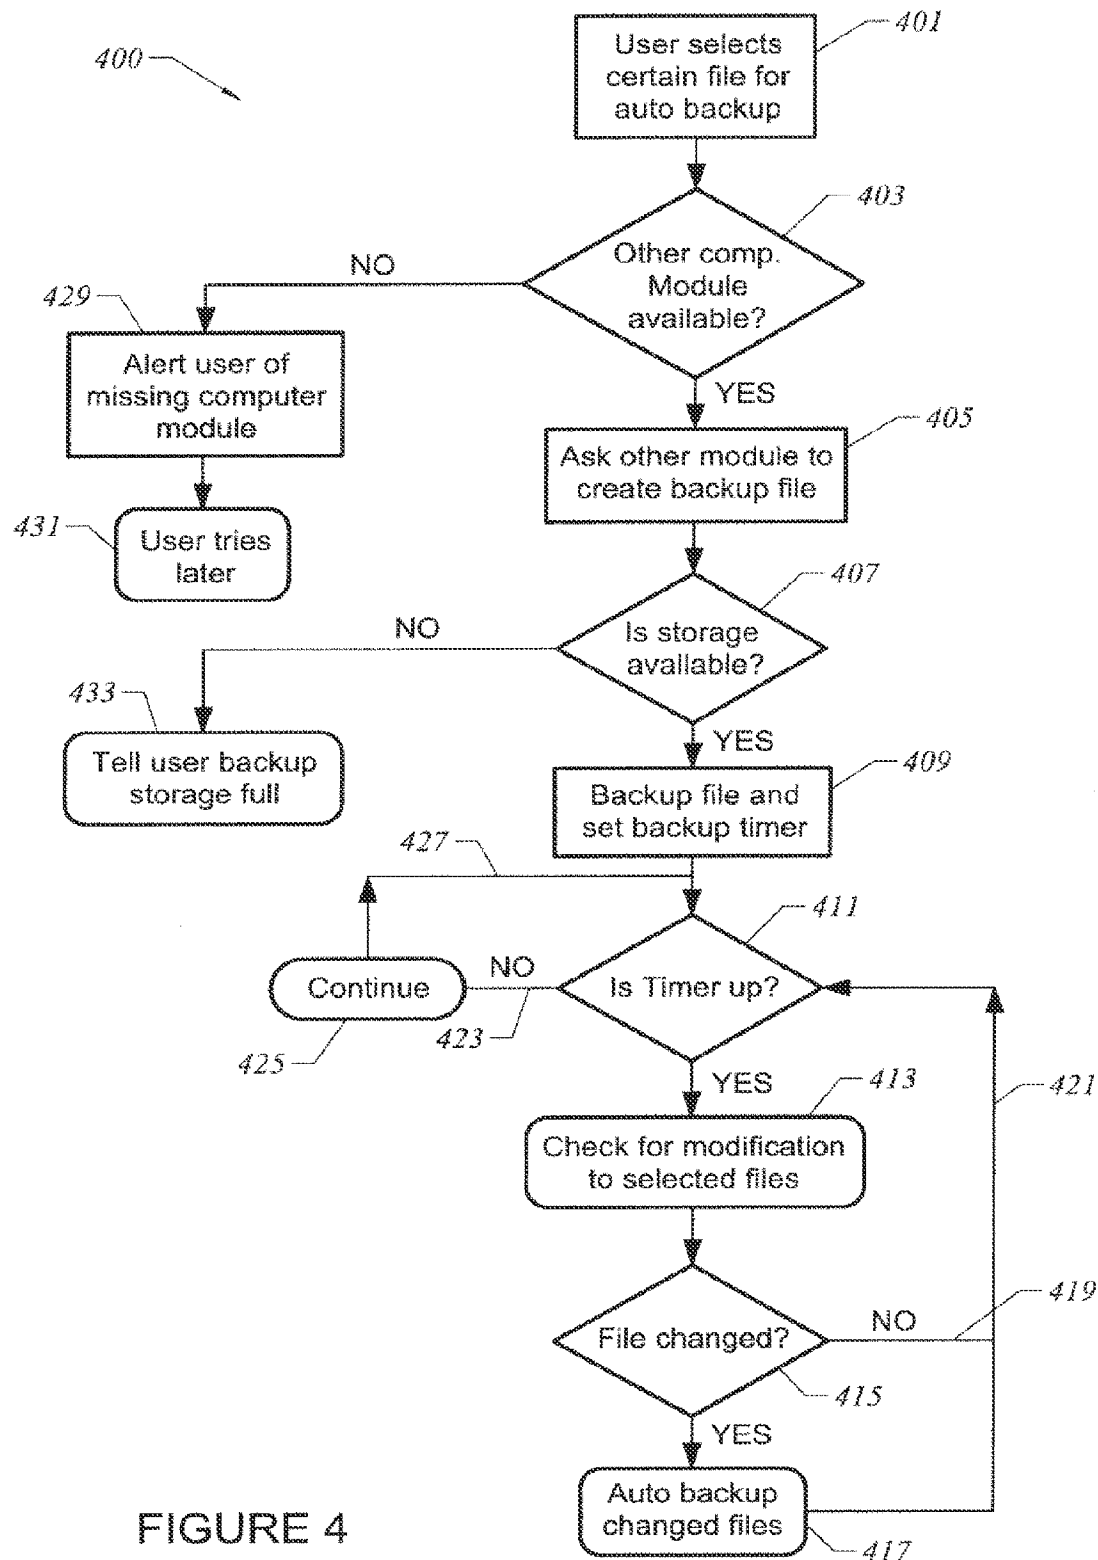 400
401
User selects
certain file for
auto backup
403
Other comp.
Module
available?
NO
YES
429
Alert user of
missing computer
module
405
Ask other module to
create backup file
431
User tries
later
407
Is storage
available?
NO
YES
433
Tell user backup
storage full
409
Backup file and
set backup timer
427
411
Is Timer up?
NO
Continue
423
425
YES
413
421
Check for modification
to selected files
419
File changed?
NO
415
YES
Auto backup
changed files
417
FIGURE 4